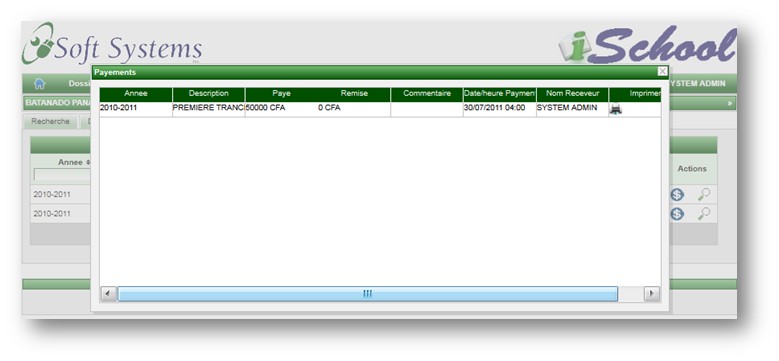 Soft Systems
iSchool
Doss
YSTEM ADMIN
BATANADO PAN
»
Recherche
Payements
Annee Description Paye Remise Commentaire Date/heure Paymen Nom Receveur Imprimer
2010-2011 PREMIERE TRANC 50000 CFA 0 CFA 30/07/2011 04:00 SYSTEM ADMIN
Annee
Actions
2010-2011
2010-2011